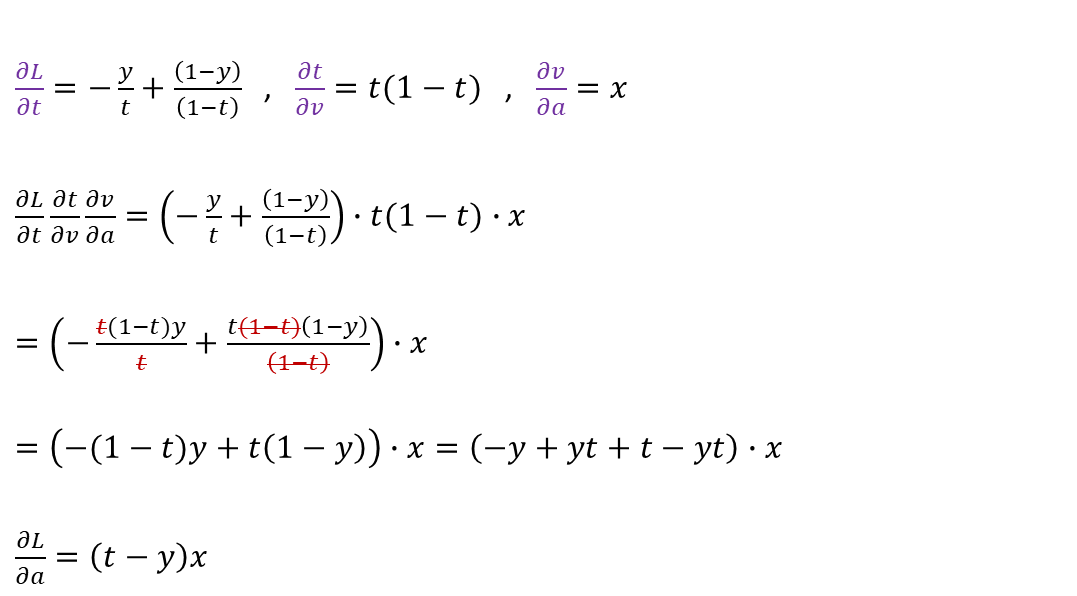 ∂L/∂t = −y/t + (1−y)/(1−t) , ∂t/∂v = t(1 − t) , ∂v/∂a = x
∂L/∂t ∂t/∂v ∂v/∂a = (−y/t + (1−y)/(1−t)) · t(1 − t) · x
= (−t(1−t)y/t + t(1−t)(1−y)/(1−t)) · x
= (−(1 − t)y + t(1 − y)) · x = (−y + yt + t − yt) · x
∂L/∂a = (t − y)x